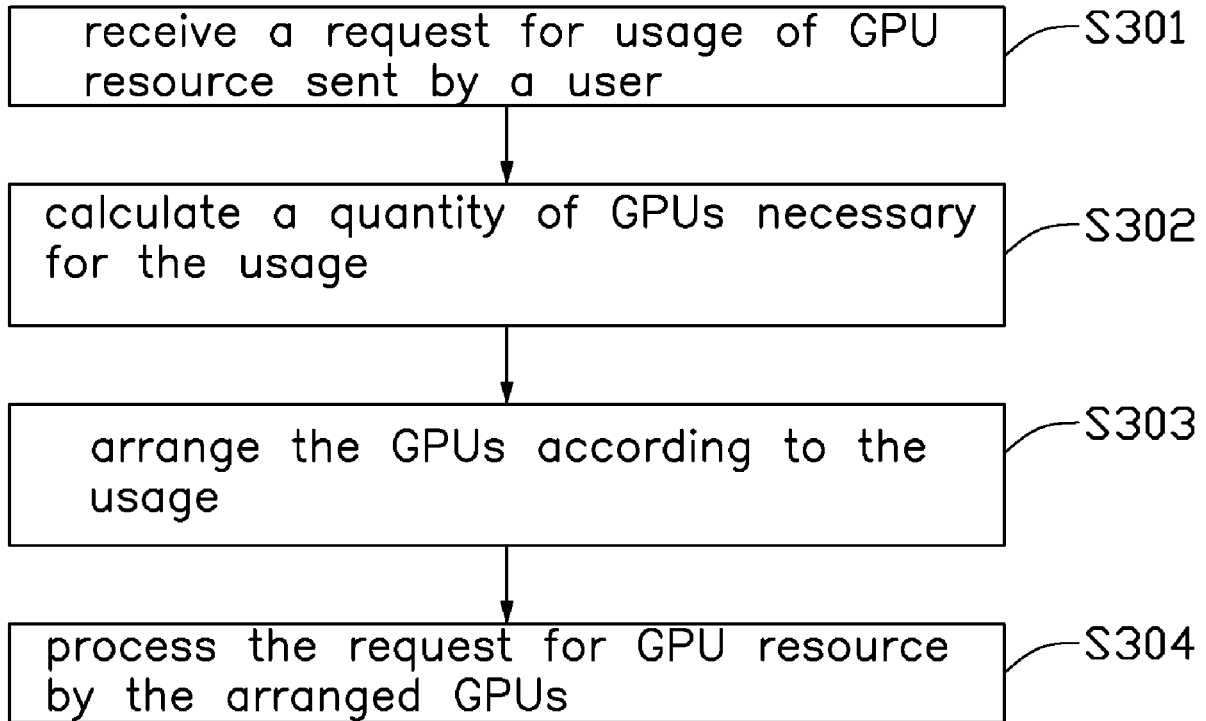 receive a request for usage of GPU
resource sent by a user
S301
calculate a quantity of GPUs necessary
for the usage
S302
arrange the GPUs according to the
usage
S303
process the request for GPU resource
by the arranged GPUs
S304